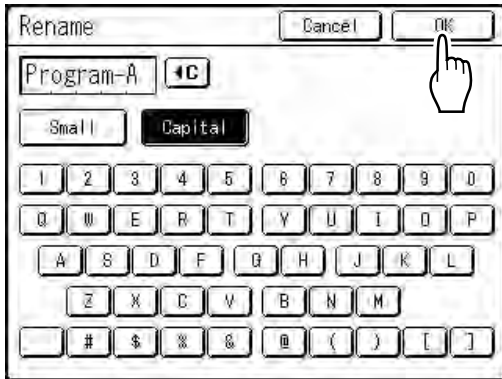 Rename Cancel OK
Program-A C
Small Capital
1 2 3 4 5 6 7 8 9 0
Q W E R T Y U I O P
A S D F G H J K L
Z X C V B N M
# $ % & @ ( ) [ ]